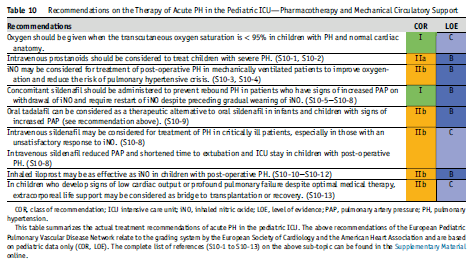 Table 10 Recommendations on the Therapy of Acute PH in the Pediatric ICU—Pharmacotherapy and Mechanical Circulatory Support
Recommendations COR LOE
Oxygen should be given when the transcutaneous oxygen saturation is < 95% in children with PH and normal cardiac I C
anatomy.
Intravenous prostanoids should be considered to treat children with severe PH. (S10-1, S10-2) IIa B
iNO may be considered for treatment of post-operative PH in mechanically ventilated patients to improve oxygen- IIb B
ation and reduce the risk of pulmonary hypertensive crisis. (S10-3, S10-4)
Concomitant sildenafil should be administered to prevent rebound PH in patients who have signs of increased PAP on I B
withdrawal of iNO and require restart of iNO despite preceding gradual weaning of iNO. (S10-5—S10-8)
Oral tadalafil can be considered as a therapeutic alternative to oral sildenafil in infants and children with signs of IIb B
increased PAP (see recommendation above). (S10-9)
Intravenous sildenafil may be considered for treatment of PH in critically ill patients, especially in those with an IIb C
unsatisfactory response to iNO. (S10-8)
Intravenous sildenafil reduced PAP and shortened time to extubation and ICU stay in children with post-operative
PH. (S10-8)
Inhaled iloprost may be as effective as iNO in children with post-operative PH. (S10-10—S10-12) IIb B
In children who develop signs of low cardiac output or profound pulmonary failure despite optimal medical therapy, IIb C
extracorporeal life support may be considered as bridge to transplantation or recovery. (S10-13)
COR, class of recommendation; ICU intensive care unit; iNO, inhaled nitric oxide; LOE, level of evidence; PAP, pulmonary artery pressure; PH, pulmonary
hypertension.
This table summarizes the actual treatment recommendations of acute PH in the pediatric ICU. The above recommendations of the European Pediatric
Pulmonary Vascular Disease Network relate to the grading system by the European Society of Cardiology and the American Heart Association and are based
on pediatric data only (COR, LOE). The complete list of references (S10-1 to S10-13) on the above sub-topic can be found in the Supplementary Material
online.